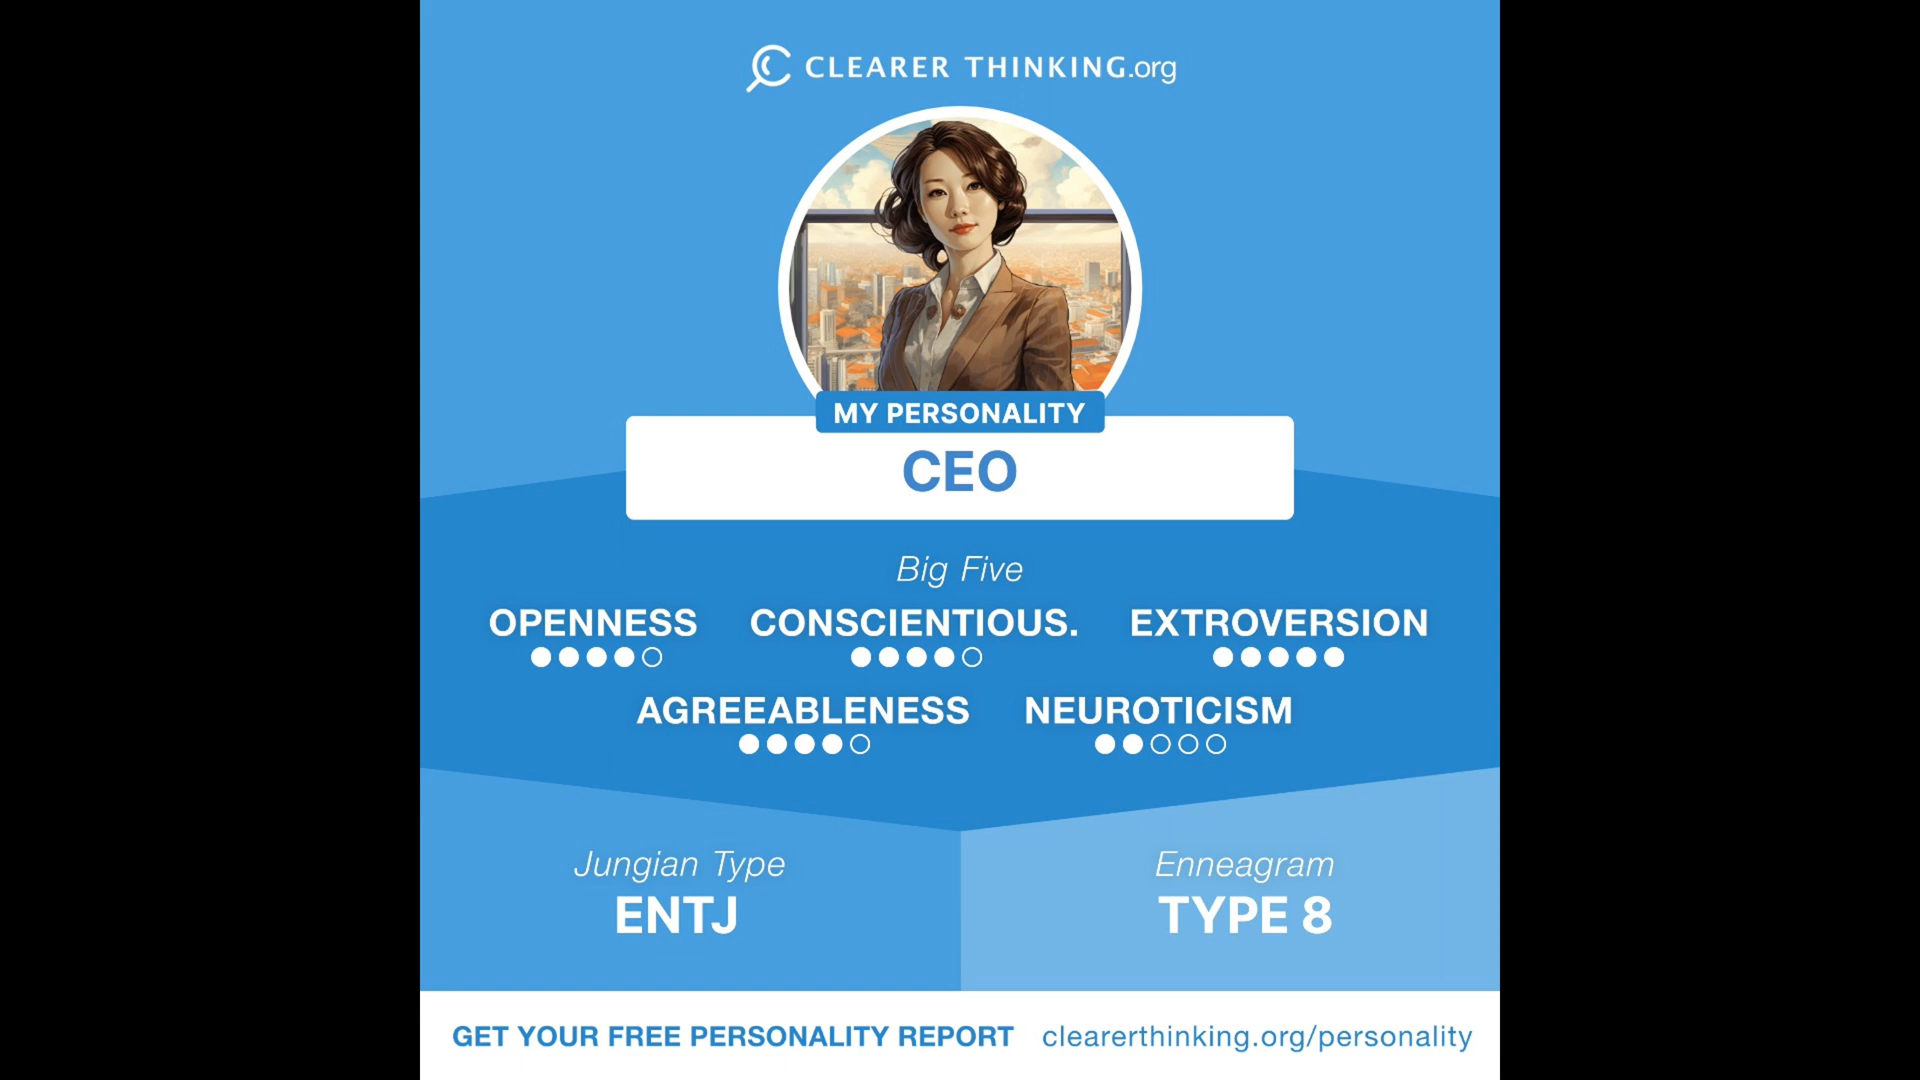 CLEARER THINKING.org
MY PERSONALITY
CEO
Big Five
OPENNESS CONSCIENTIOUS. EXTROVERSION
AGREEABLENESS NEUROTICISM
Jungian Type
ENTJ
Enneagram
TYPE 8
GET YOUR FREE PERSONALITY REPORT clearerthinking.org/personality